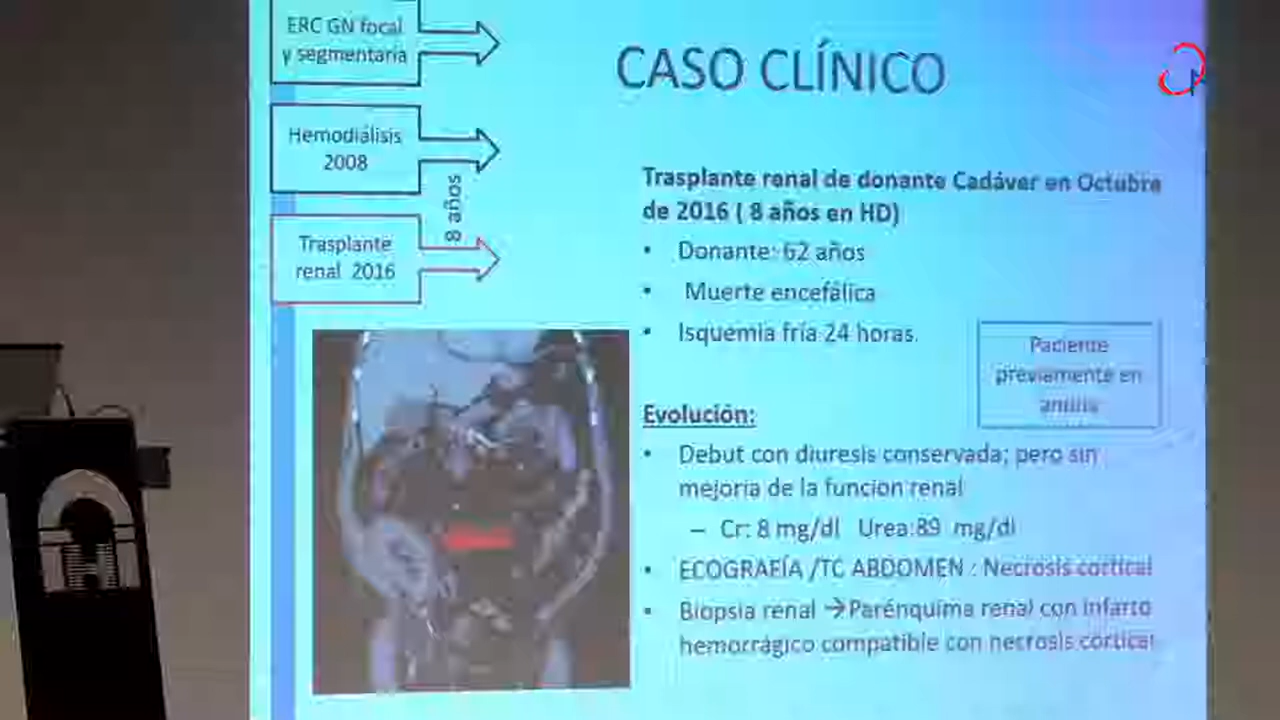 ERC GN focal
y segmentaria
Hemodiálisis
2008
8 años
Trasplante
renal 2016
CASO CLÍNICO
Trasplante renal de donante Cadáver en Octubre
de 2016 ( 8 años en HD)
• Donante: 62 años
• Muerte encefálica
• Isquemia fría 24 horas.
Paciente
previamente en
anuria
Evolución:
• Debut con diuresis conservada; pero sin
mejoria de la funcion renal
– Cr: 8 mg/dl Urea:89 mg/dl
• ECOGRAFÍA /TC ABDOMEN : Necrosis cortical
• Biopsia renal →Parénquima renal con infarto
hemorrágico compatible con necrosis cortical